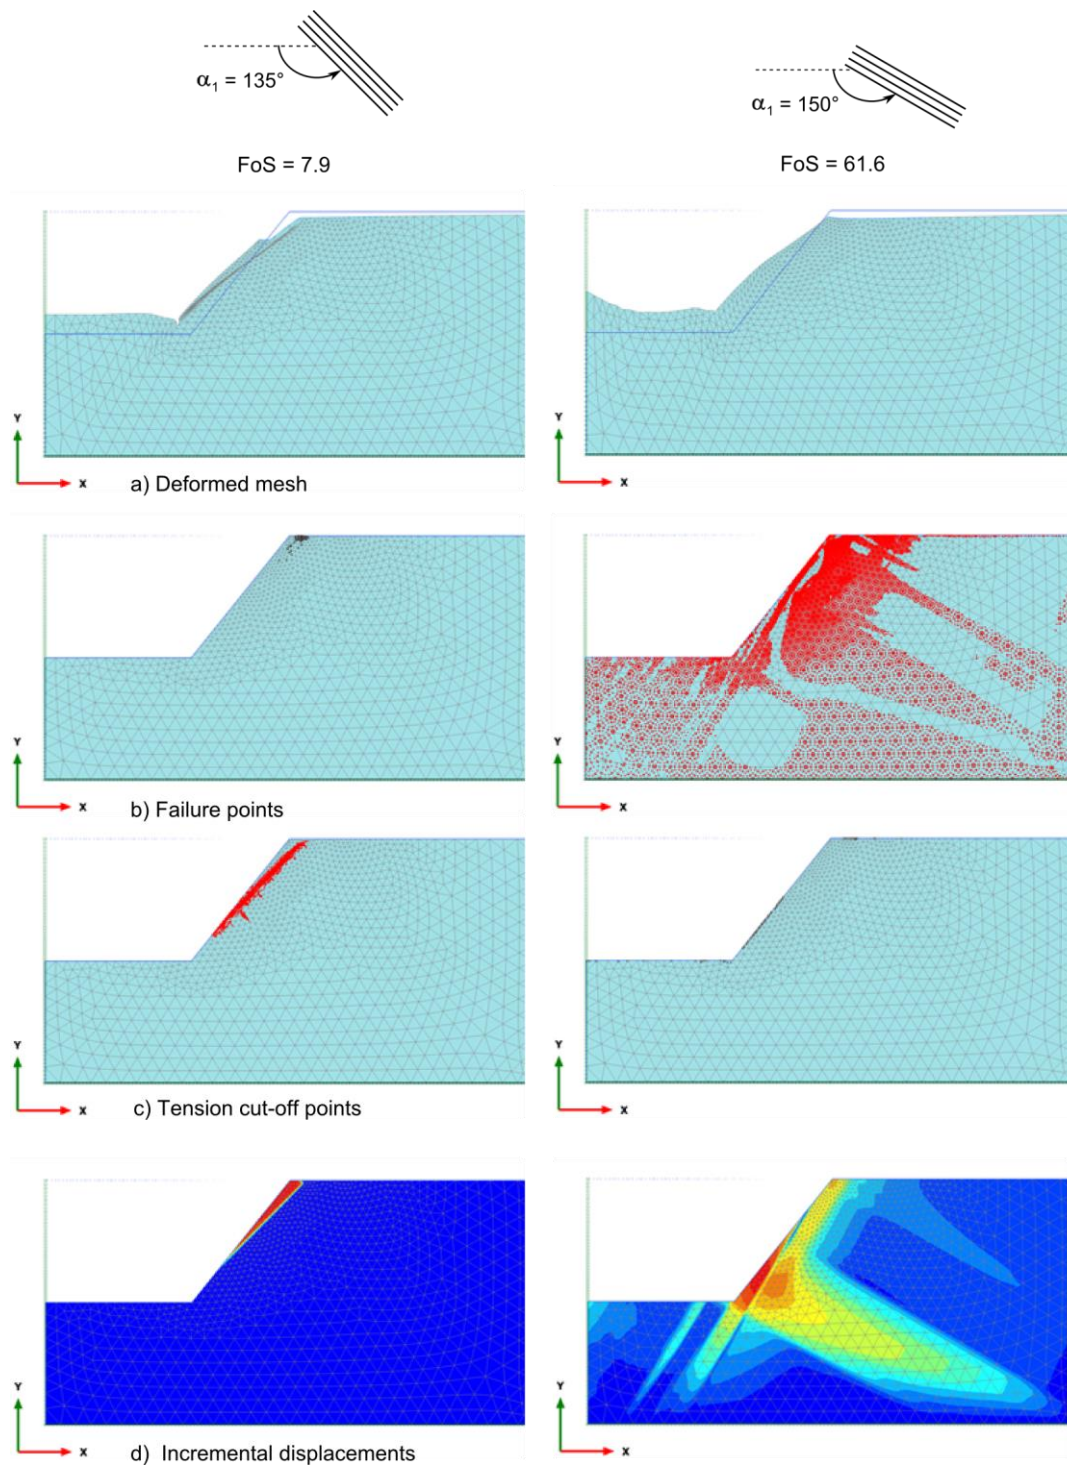 α1 = 135°
α1 = 150°
FoS = 7.9
FoS = 61.6
Y
Y
x
x
a) Deformed mesh
Y
Y
x
x
b) Failure points
Y
Y
x
x
c) Tension cut-off points
Y
Y
x
x
d) Incremental displacements